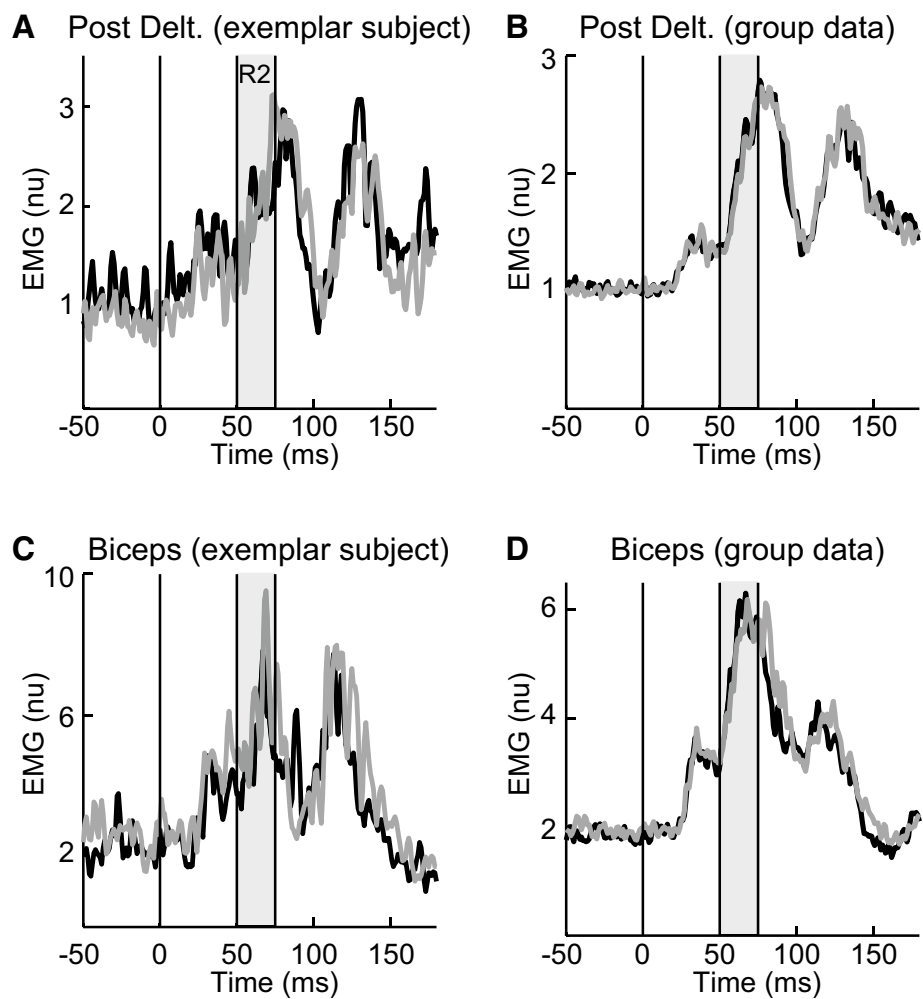 A Post Delt. (exemplar subject)
R2
3
2
1
EMG (nu)
-50 0 50 100 150
Time (ms)
B Post Delt. (group data)
3
2
1
EMG (nu)
-50 0 50 100 150
Time (ms)
C Biceps (exemplar subject)
10
6
2
EMG (nu)
-50 0 50 100 150
Time (ms)
D Biceps (group data)
6
4
2
EMG (nu)
-50 0 50 100 150
Time (ms)